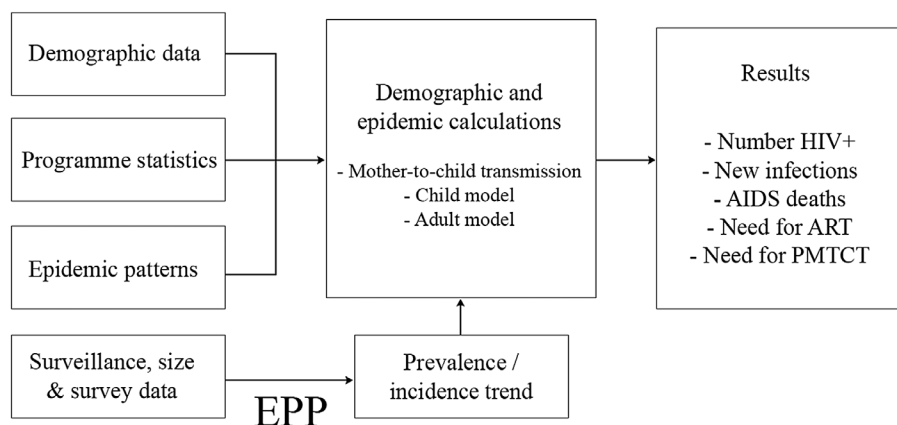 Demographic data
Programme statistics
Epidemic patterns
Surveillance, size
& survey data
EPP
Demographic and
epidemic calculations
- Mother-to-child transmission
- Child model
- Adult model
Prevalence /
incidence trend
Results
- Number HIV+
- New infections
- AIDS deaths
- Need for ART
- Need for PMTCT